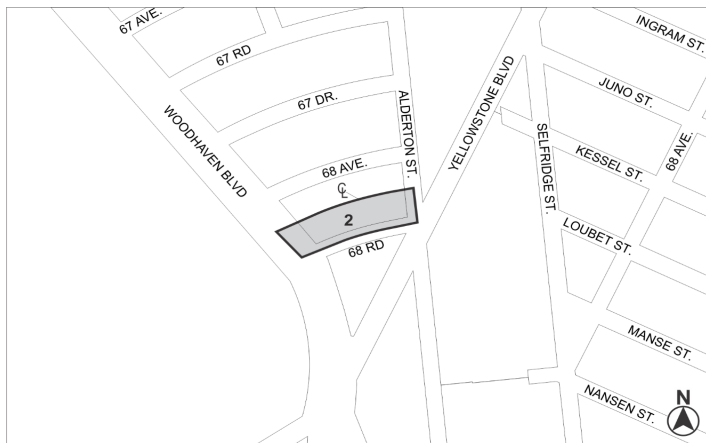 67 AVE.
INGRAM ST.
67 RD
JUNO ST.
67 DR.
ALDERTON ST.
YELLOWSTONE BLVD
WOODHAVEN BLVD
SELFRIDGE ST.
KESSEL ST.
68 AVE.
68 AVE.
CL
2
LOUBET ST.
68 RD
MANSE ST.
NANSEN ST.
N